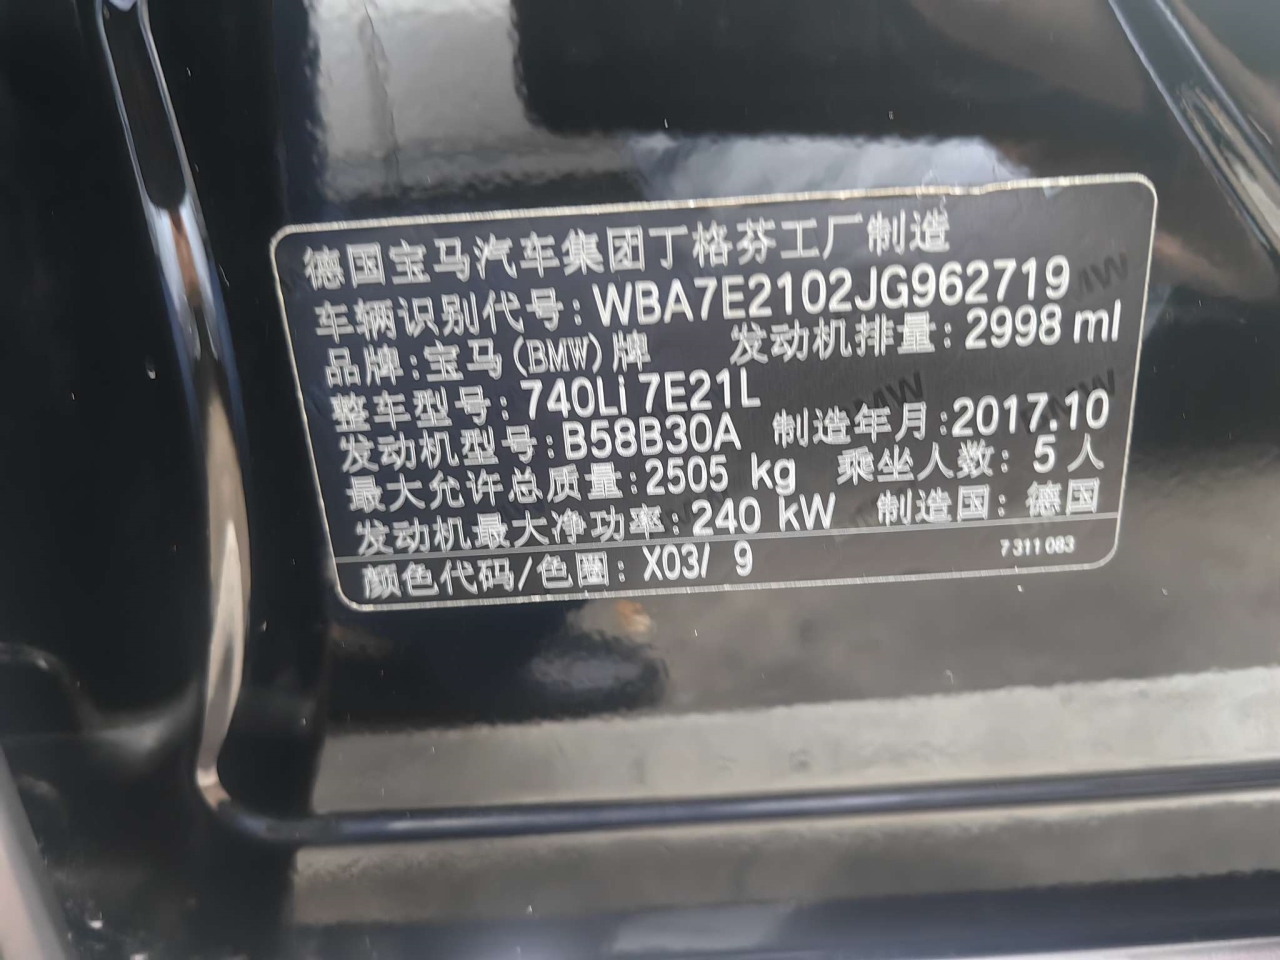 德国宝马汽车集团丁格芬工厂制造
车辆识别代号:WBA7E2102JG962719
品牌:宝马(BMW)牌 发动机排量:2998 ml
整车型号:740Li 7E21L
发动机型号:B58B30A 制造年月:2017.10
最大允许总质量:2505 kg 乘坐人数:5人
发动机最大净功率:240 kW 制造国:德国
颜色代码/色圈:X03/ 9 7 311 083